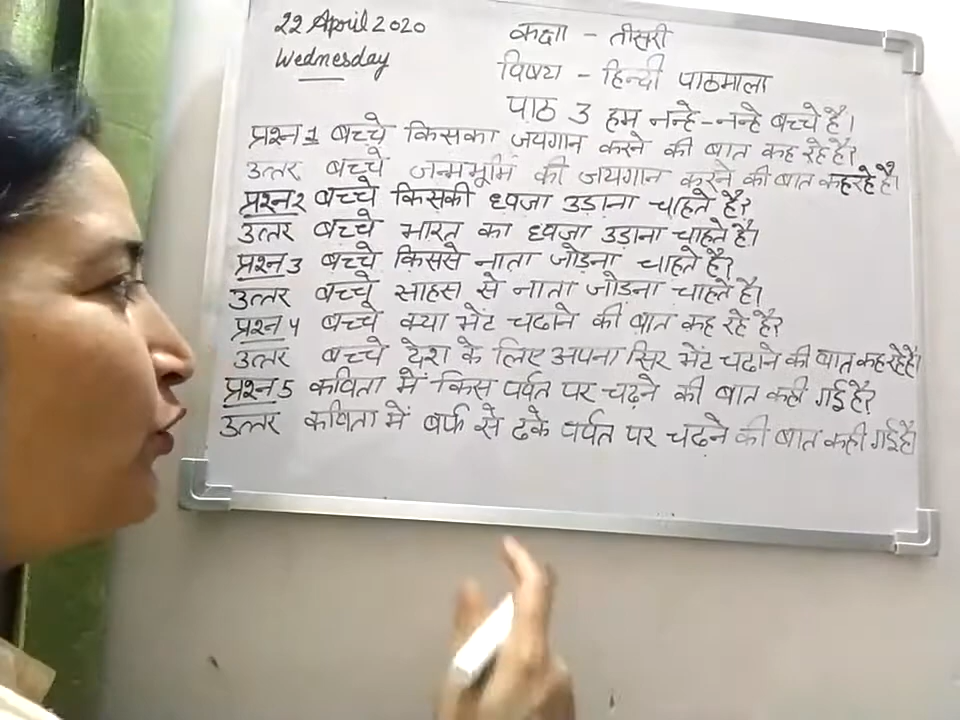 22 April 2020
Wednesday
कक्षा - तीसरी
विषय - हिन्दी पाठमाला
पाठ 3 हम नन्हे-नन्हे बच्चे है।
प्रश्न 1 बच्चे किसका जयगान करने की बात कह रहे है?
उत्तर बच्चे जन्मभूमि की जयगान करने की बात कह रहे है।
प्रश्न 2 बच्चे किसकी ध्वजा उड़ाना चाहते है?
उत्तर बच्चे भारत का ध्वजा उड़ाना चाहते है।
प्रश्न 3 बच्चे किससे नाता जोड़ना चाहते है?
उत्तर बच्चे साहस से नाता जोड़ना चाहते है।
प्रश्न 4 बच्चे क्या भेंट चढाने की बात कह रहे है?
उत्तर बच्चे देश के लिए अपना सिर भेंट चढाने की बात कह रहे है।
प्रश्न 5 कविता में किस पर्वत पर चढ़ने की बात कही गई है?
उत्तर कविता में बर्फ से ढके पर्वत पर चढने की बात कही गई है।